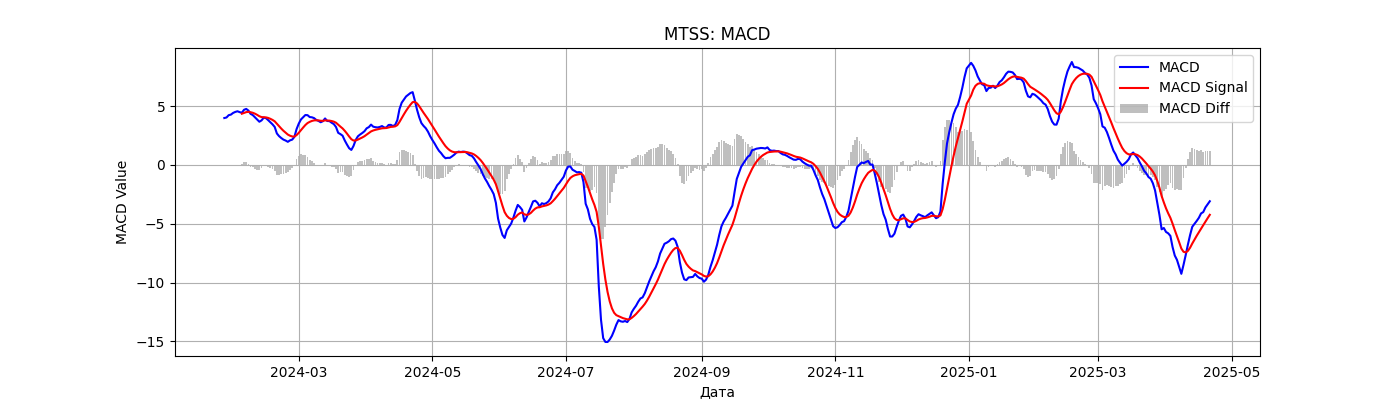 MTSS: MACD
MACD
MACD Signal
MACD Diff
MACD Value
5
0
−5
−10
−15
2024-03
2024-05
2024-07
2024-09
2024-11
2025-01
2025-03
2025-05
Дата